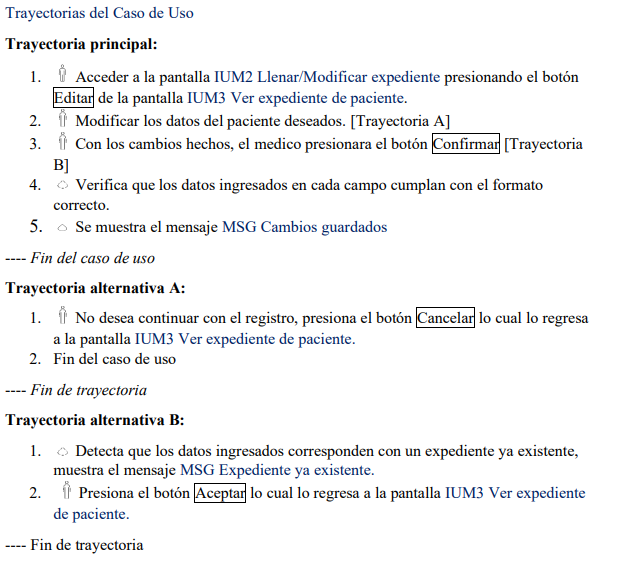 Trayectorias del Caso de Uso
Trayectoria principal:
1. Acceder a la pantalla IUM2 Llenar/Modificar expediente presionando el botón
Editar de la pantalla IUM3 Ver expediente de paciente.
2. Modificar los datos del paciente deseados. [Trayectoria A]
3. Con los cambios hechos, el medico presionara el botón Confirmar [Trayectoria
B]
4. Verifica que los datos ingresados en cada campo cumplan con el formato
correcto.
5. Se muestra el mensaje MSG Cambios guardados
---- Fin del caso de uso
Trayectoria alternativa A:
1. No desea continuar con el registro, presiona el botón Cancelar lo cual lo regresa
a la pantalla IUM3 Ver expediente de paciente.
2. Fin del caso de uso
---- Fin de trayectoria
Trayectoria alternativa B:
1. Detecta que los datos ingresados corresponden con un expediente ya existente,
muestra el mensaje MSG Expediente ya existente.
2. Presiona el botón Aceptar lo cual lo regresa a la pantalla IUM3 Ver expediente
de paciente.
---- Fin de trayectoria